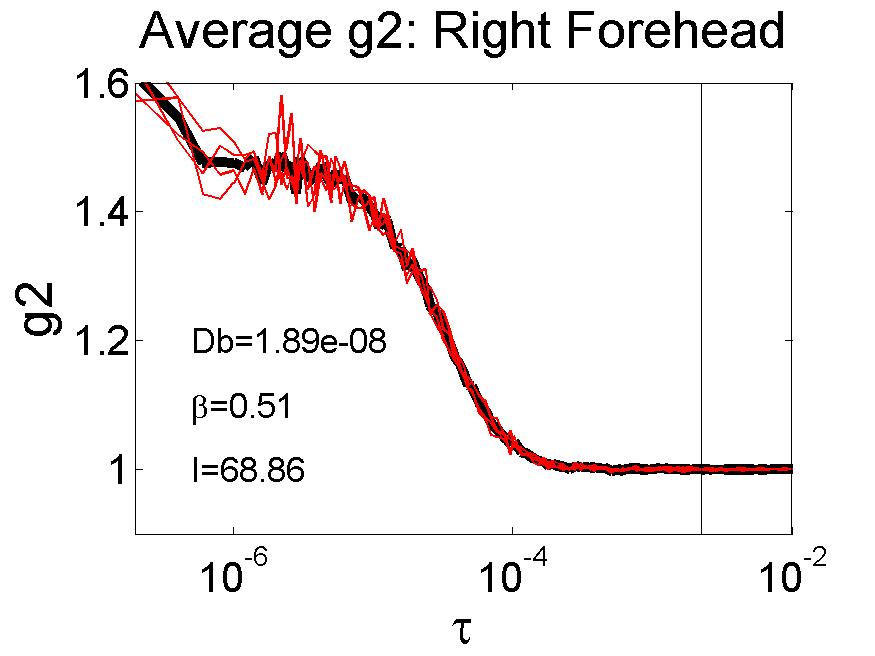 Average g2: Right Forehead
1.6
1.4
1.2
1
g2
Db=1.89e-08
β=0.51
I=68.86
10^-6
10^-4
10^-2
τ